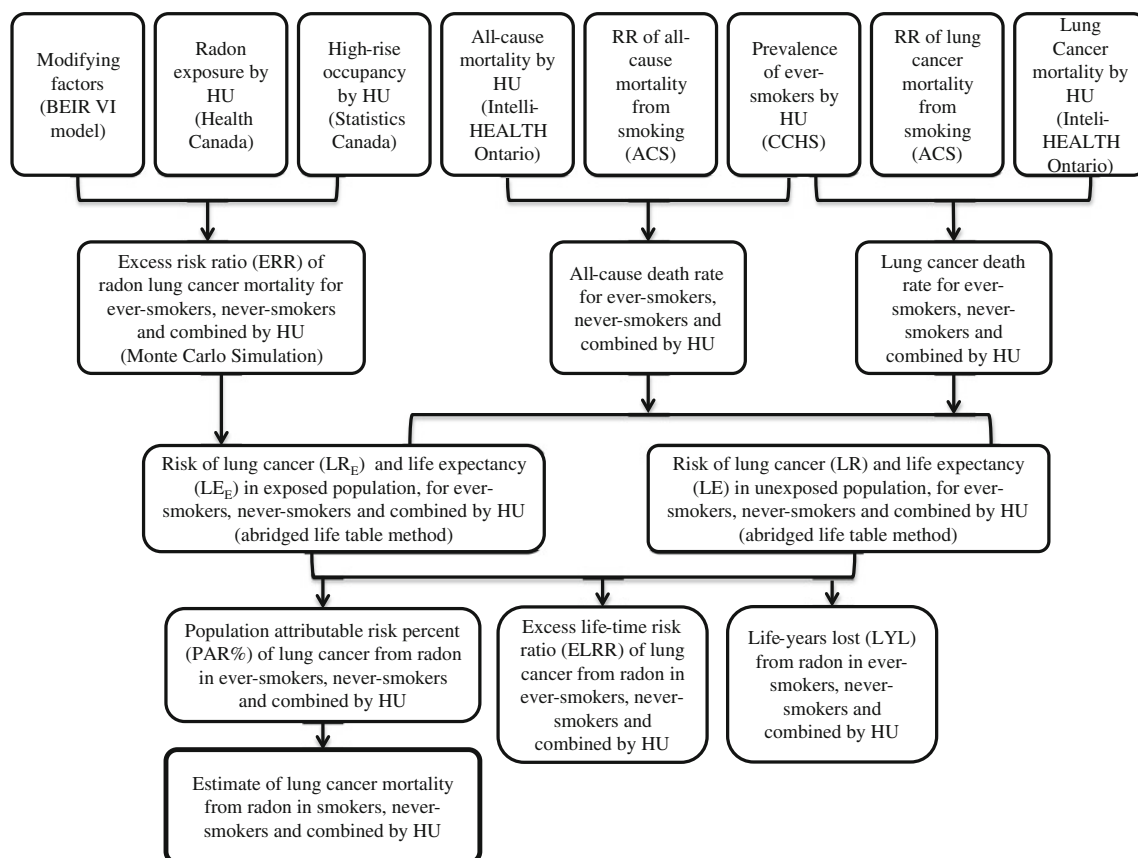 Modifying
factors
(BEIR VI
model)
Radon
exposure by
HU
(Health
Canada)
High-rise
occupancy
by HU
(Statistics
Canada)
All-cause
mortality by
HU
(Intelli-
HEALTH
Ontario)
RR of all-
cause
mortality
from
smoking
(ACS)
Prevalence
of ever-
smokers by
HU
(CCHS)
RR of lung
cancer
mortality
from
smoking
(ACS)
Lung
Cancer
mortality by
HU
(Inteli-
HEALTH
Ontario)
Excess risk ratio (ERR) of
radon lung cancer mortality for
ever-smokers, never-smokers
and combined by HU
(Monte Carlo Simulation)
All-cause death rate
for ever-smokers,
never-smokers and
combined by HU
Lung cancer death
rate for ever-
smokers, never-
smokers and
combined by HU
Risk of lung cancer (LRE) and life expectancy
(LEE) in exposed population, for ever-
smokers, never-smokers and combined by HU
(abridged life table method)
Risk of lung cancer (LR) and life expectancy
(LE) in unexposed population, for ever-
smokers, never-smokers and combined by HU
(abridged life table method)
Population attributable risk percent
(PAR%) of lung cancer from radon
in ever-smokers, never-smokers
and combined by HU
Excess life-time risk
ratio (ELRR) of lung
cancer from radon in
ever-smokers, never-
smokers and
combined by HU
Life-years lost (LYL)
from radon in ever-
smokers, never-
smokers and
combined by HU
Estimate of lung cancer mortality
from radon in smokers, never-
smokers and combined by HU